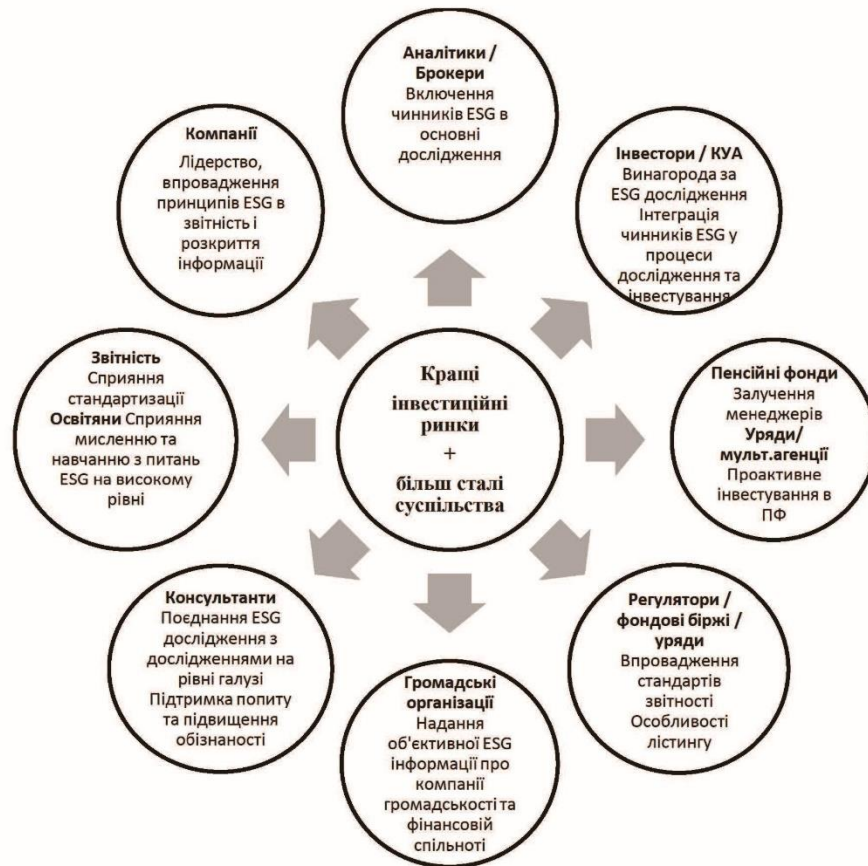 Аналітики /
Брокери
Включення
чинників ESG в
основні
дослідження
Інвестори / КУА
Винагорода за
ESG дослідження
Інтеграція
чинників ESG у
процеси
дослідження та
інвестування
Пенсійні фонди
Залучення
менеджерів
Уряди/
мульт.агенції
Проактивне
інвестування в
ПФ
Регулятори /
фондові біржі /
уряди
Впровадження
стандартів
звітності
Особливості
лістингу
Громадські
організації
Надання
об'єктивної ESG
інформації про
компанії
громадськості та
фінансовій
спільноті
Консультанти
Поєднання ESG
дослідження з
дослідженнями на
рівні галузі
Підтримка попиту
та підвищення
обізнаності
Звітність
Сприяння
стандартизації
Освітяни Сприяння
мисленню та
навчанню з питань
ESG на високому
рівні
Компанії
Лідерство,
впровадження
принципів ESG в
звітність і
розкриття
інформації
Кращі
інвестиційні
ринки
+
більш сталі
суспільства